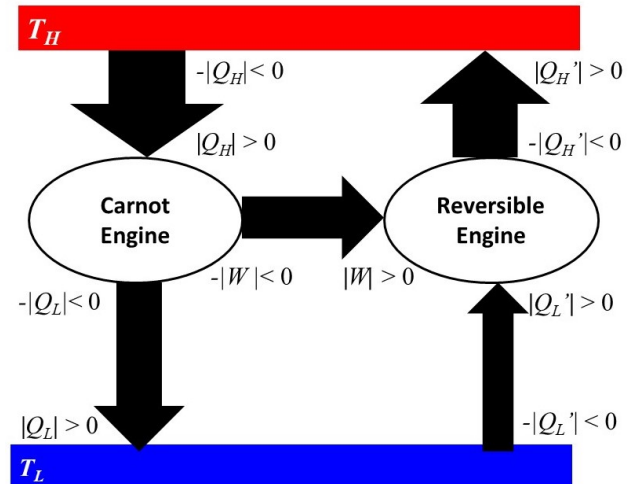 T_H
-|Q_H|< 0
|Q_H'| > 0
|Q_H| > 0
-|Q_H'|< 0
Carnot
Engine
Reversible
Engine
-|W |< 0
|W| > 0
-|Q_L|< 0
|Q_L'| > 0
|Q_L| > 0
-|Q_L'| < 0
T_L